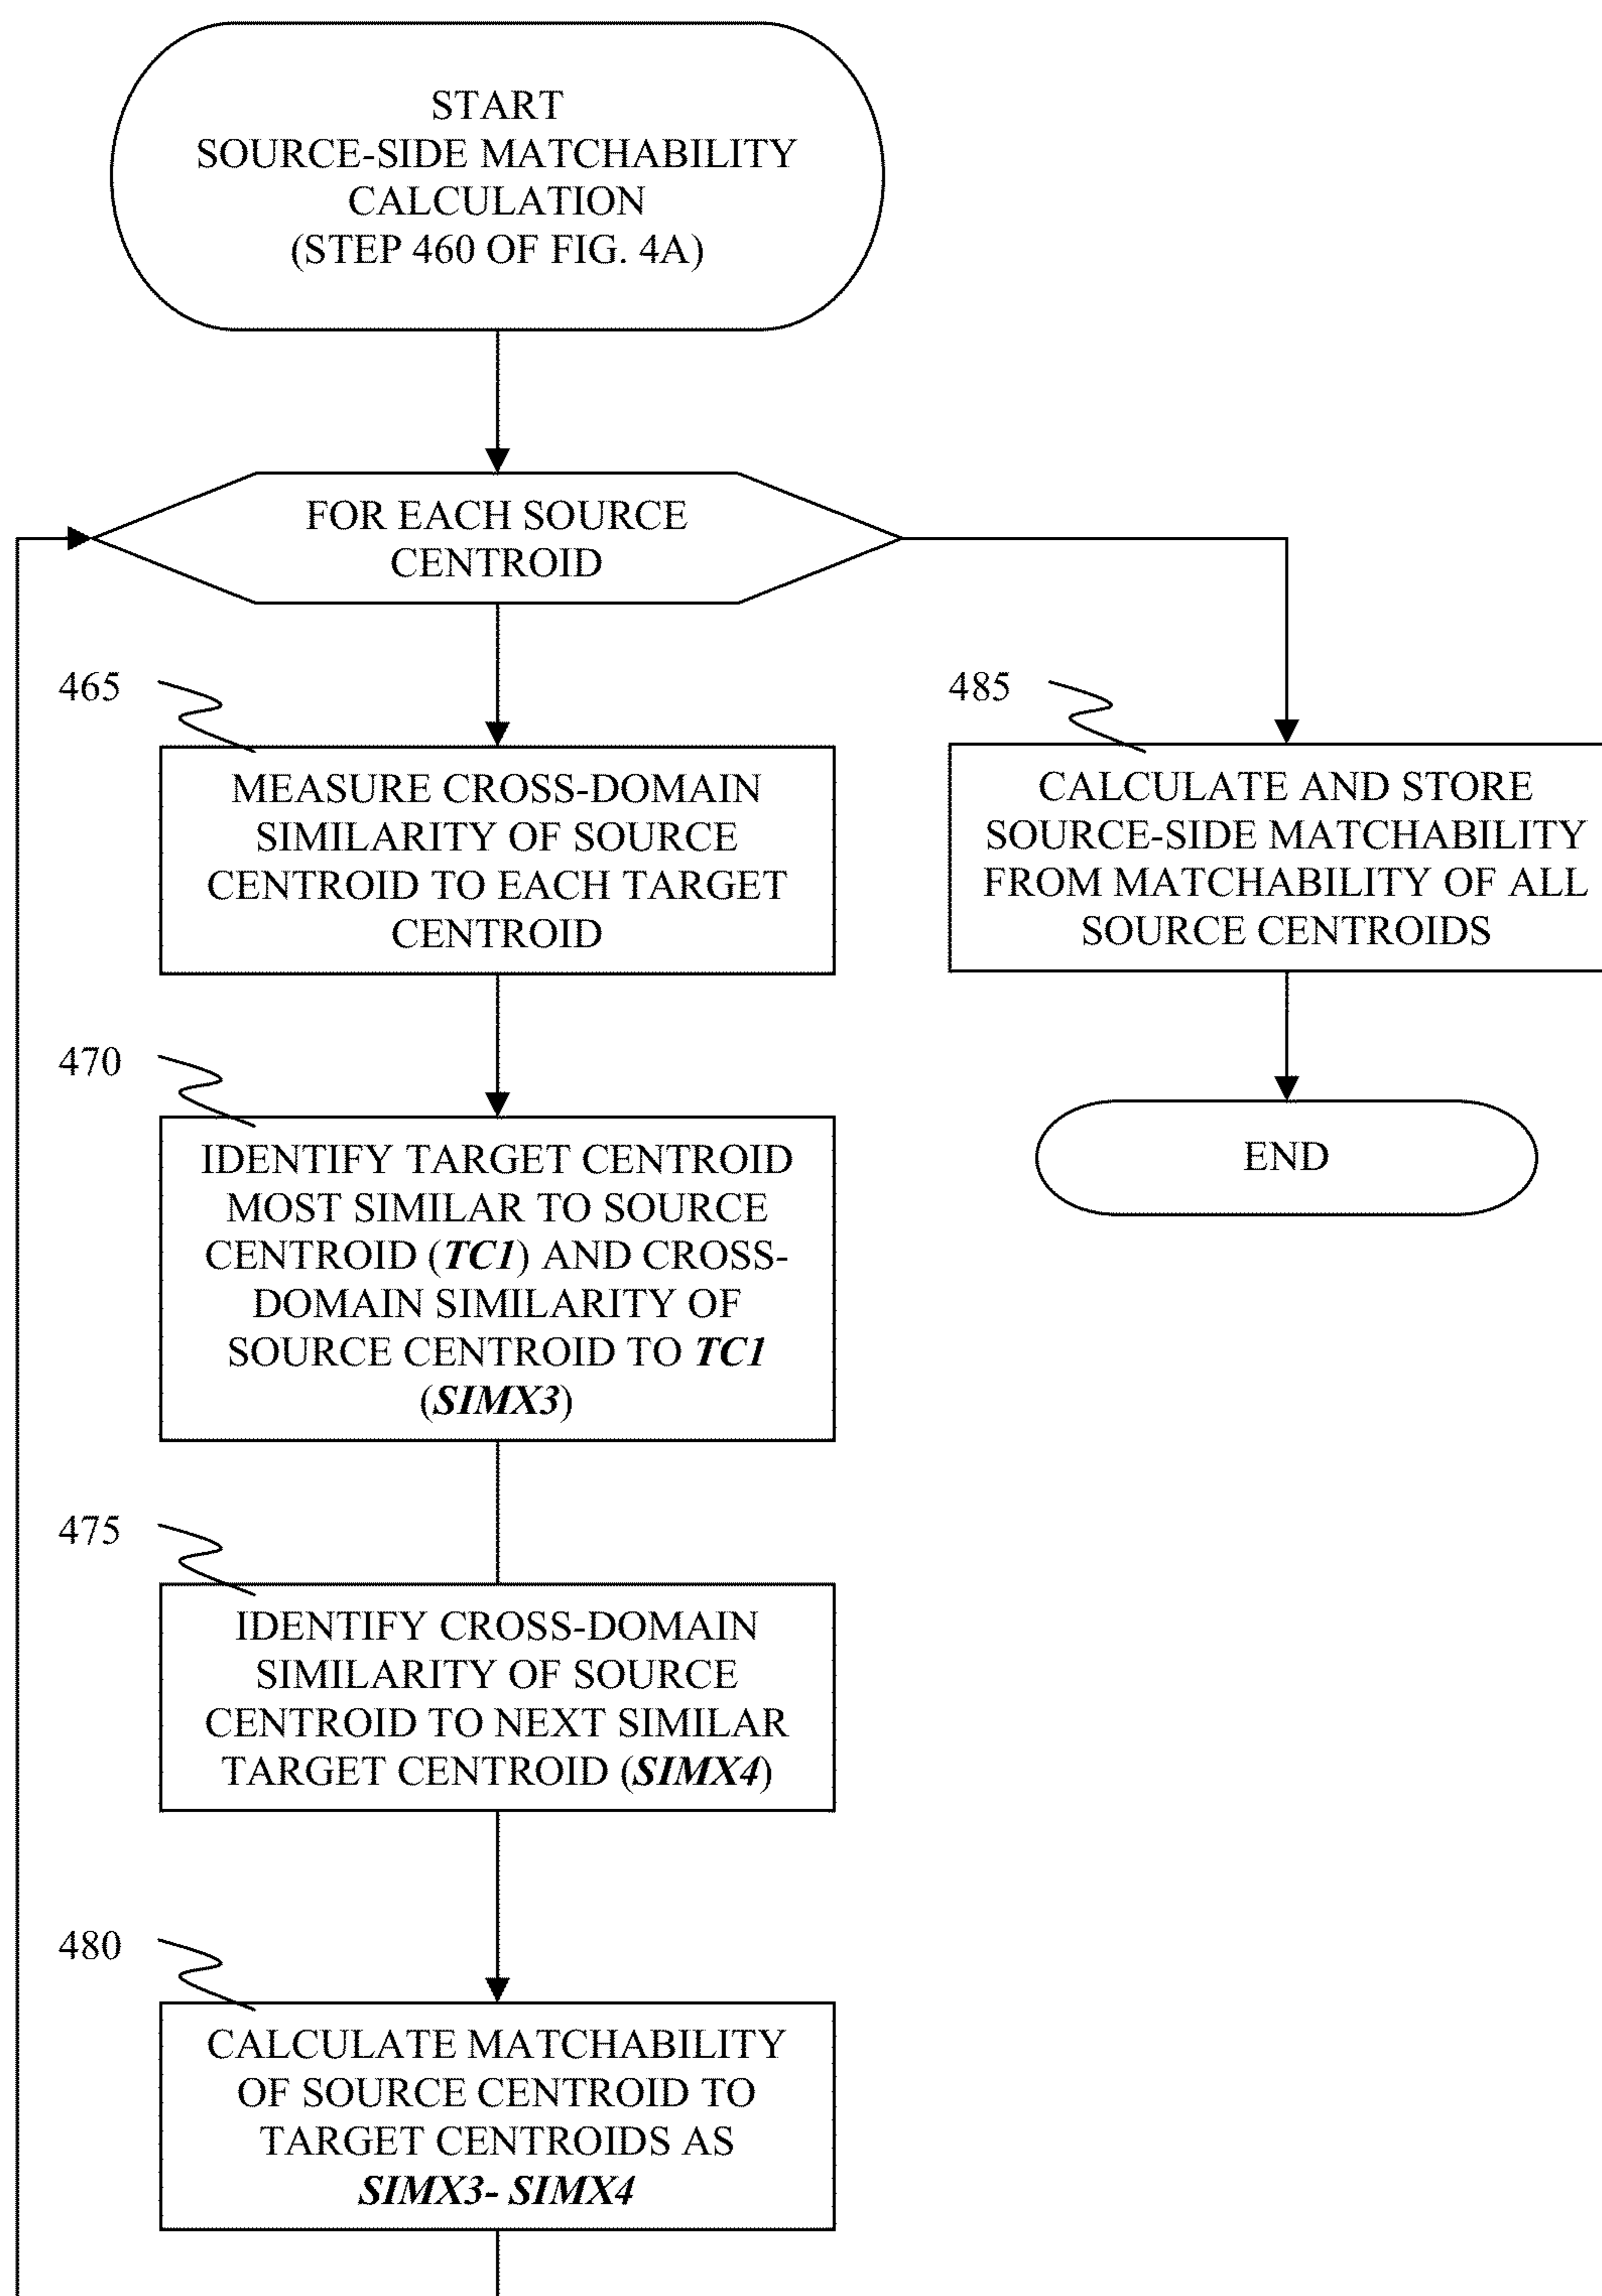 START
SOURCE-SIDE MATCHABILITY
CALCULATION
(STEP 460 OF FIG. 4A)
FOR EACH SOURCE
CENTROID
465
MEASURE CROSS-DOMAIN
SIMILARITY OF SOURCE
CENTROID TO EACH TARGET
CENTROID
470
IDENTIFY TARGET CENTROID
MOST SIMILAR TO SOURCE
CENTROID (TC1) AND CROSS-
DOMAIN SIMILARITY OF
SOURCE CENTROID TO TC1
(SIMX3)
475
IDENTIFY CROSS-DOMAIN
SIMILARITY OF SOURCE
CENTROID TO NEXT SIMILAR
TARGET CENTROID (SIMX4)
480
CALCULATE MATCHABILITY
OF SOURCE CENTROID TO
TARGET CENTROIDS AS
SIMX3- SIMX4
485
CALCULATE AND STORE
SOURCE-SIDE MATCHABILITY
FROM MATCHABILITY OF ALL
SOURCE CENTROIDS
END